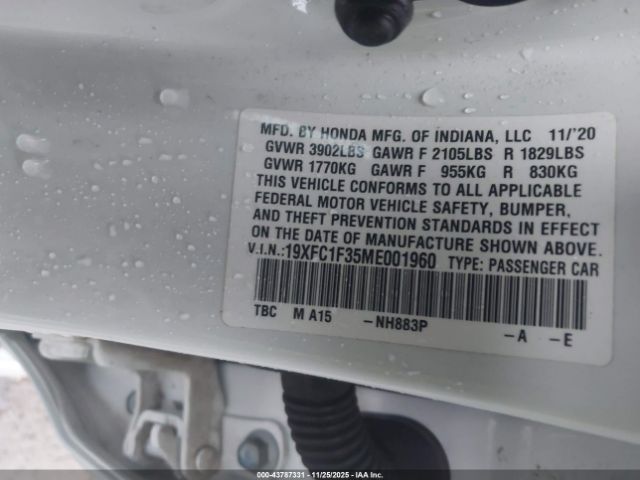 MFD. BY HONDA MFG. OF INDIANA, LLC 11/'20
GVWR 3902LBS GAWR F 2105LBS R 1829LBS
GVWR 1770KG GAWR F 955KG R 830KG
THIS VEHICLE CONFORMS TO ALL APPLICABLE
FEDERAL MOTOR VEHICLE SAFETY, BUMPER,
AND THEFT PREVENTION STANDARDS IN EFFECT
ON THE DATE OF MANUFACTURE SHOWN ABOVE.
V.I.N.:19XFC1F35ME001960 TYPE: PASSENGER CAR
TBC M A15 -NH883P -A -E
000-43787331 - 11/25/2025 - IAA, Inc.